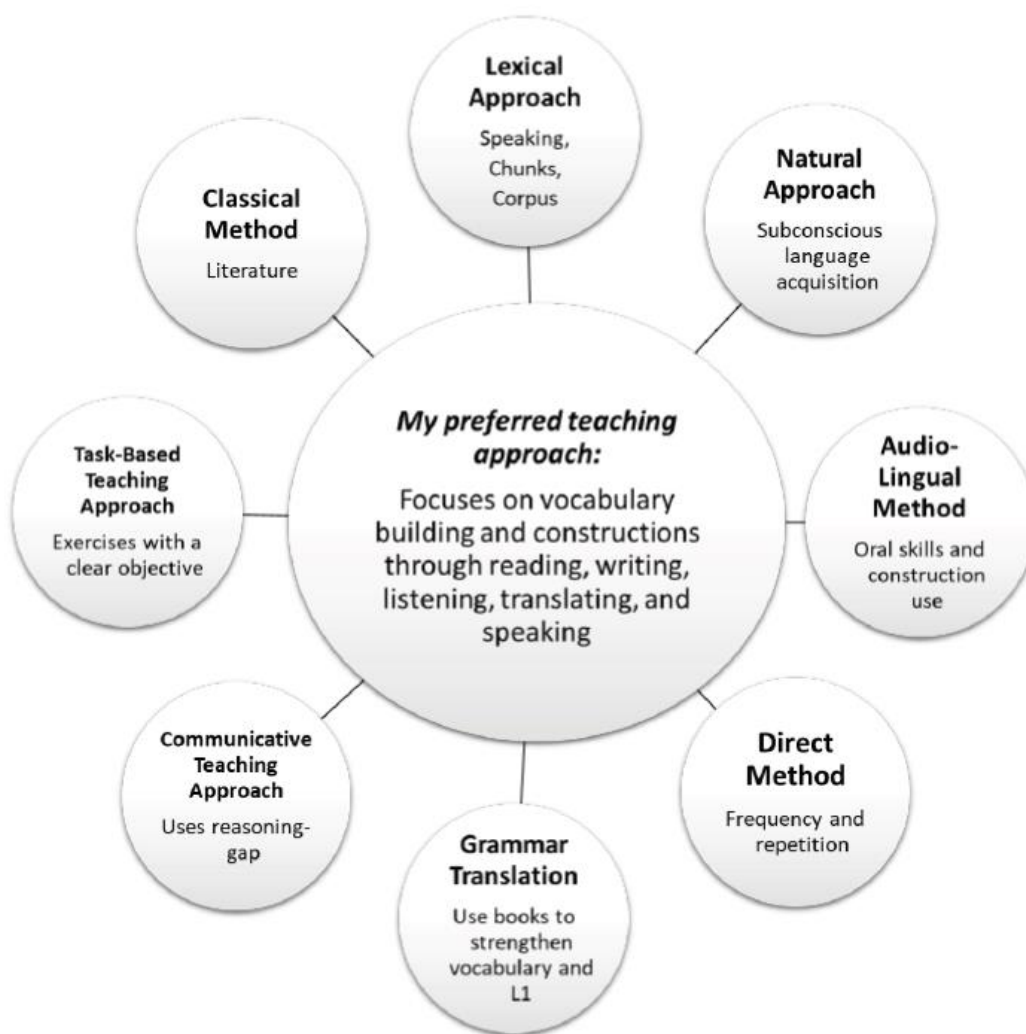 Lexical
Approach
Speaking,
Chunks,
Corpus
Natural
Approach
Subconscious
language
acquisition
Classical
Method
Literature
My preferred teaching
approach:
Focuses on vocabulary
building and constructions
through reading, writing,
listening, translating, and
speaking
Task-Based
Teaching
Approach
Exercises with a
clear objective
Audio-
Lingual
Method
Oral skills and
construction
use
Communicative
Teaching
Approach
Uses reasoning-
gap
Direct
Method
Frequency and
repetition
Grammar
Translation
Use books to
strengthen
vocabulary and
L1